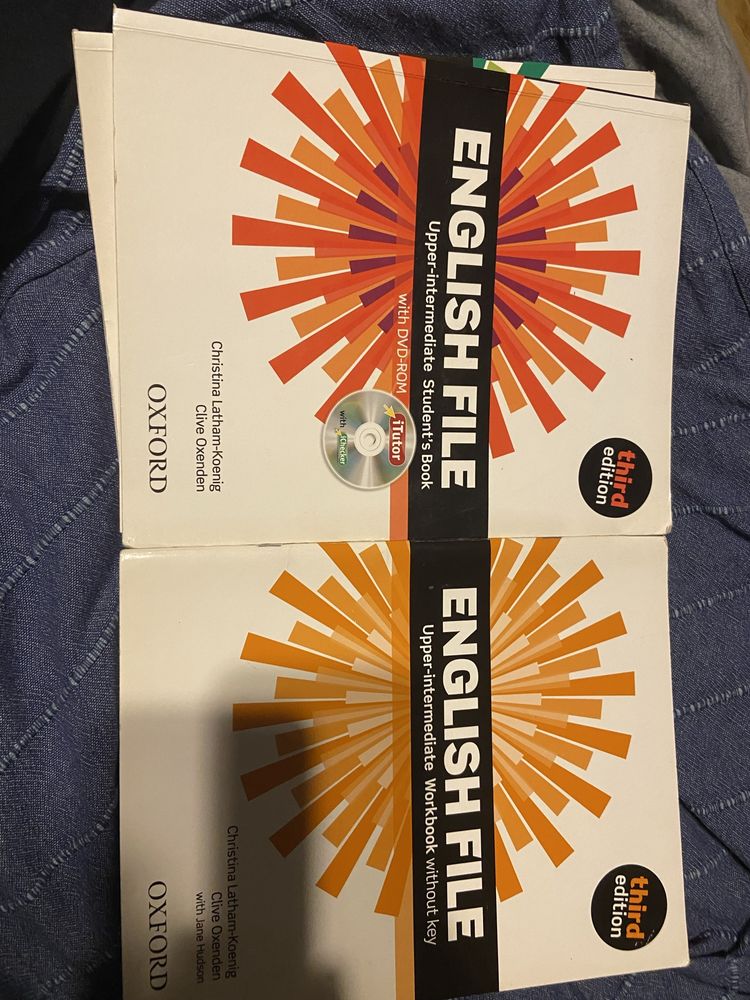 ENGLISH FILE
Upper-intermediate Student's Book
with DVD-ROM
iTutor
with iChecker
third
edition
Christina Latham-Koenig
Clive Oxenden
OXFORD
ENGLISH FILE
Upper-intermediate Workbook without key
third
edition
Christina Latham-Koenig
Clive Oxenden
with Jane Hudson
OXFORD